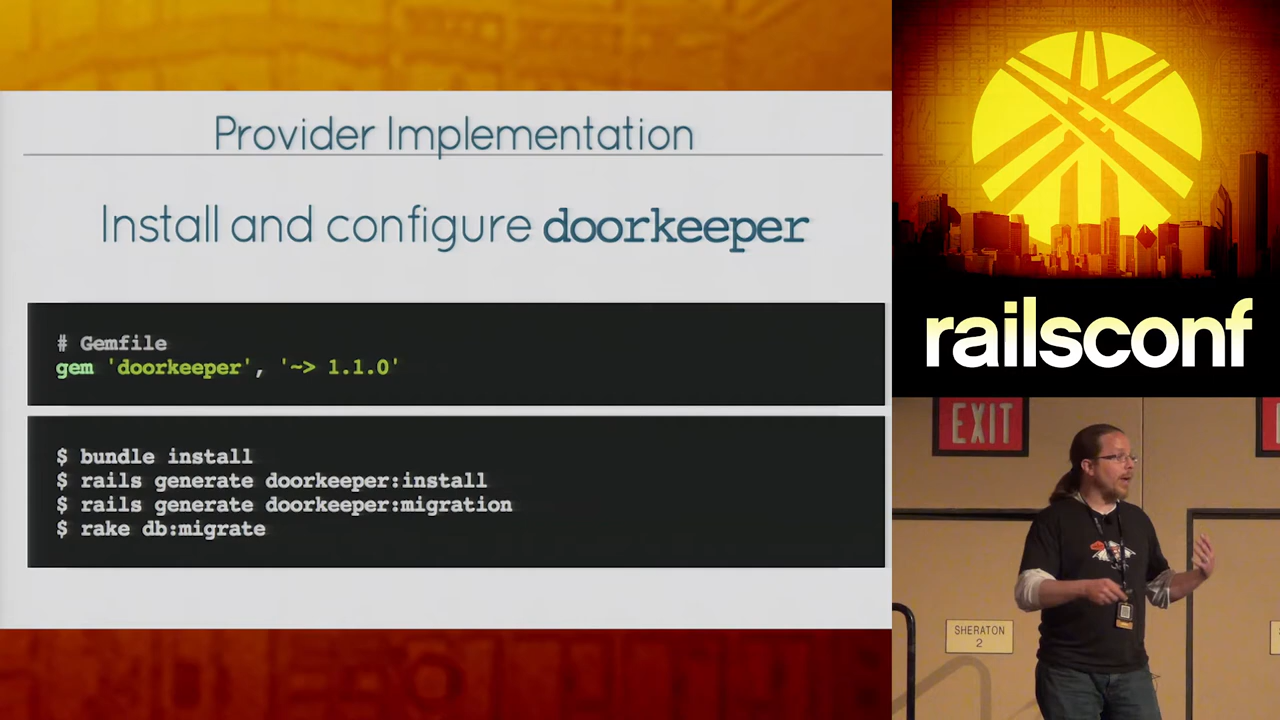 Provider Implementation
Install and configure doorkeeper
# Gemfile
gem 'doorkeeper', '~> 1.1.0'
$ bundle install
$ rails generate doorkeeper:install
$ rails generate doorkeeper:migration
$ rake db:migrate
railsconf
EXIT
SHERATON
2